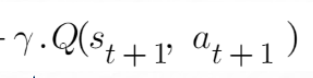 - γ.Q(s_{t+1}, a_{t+1})